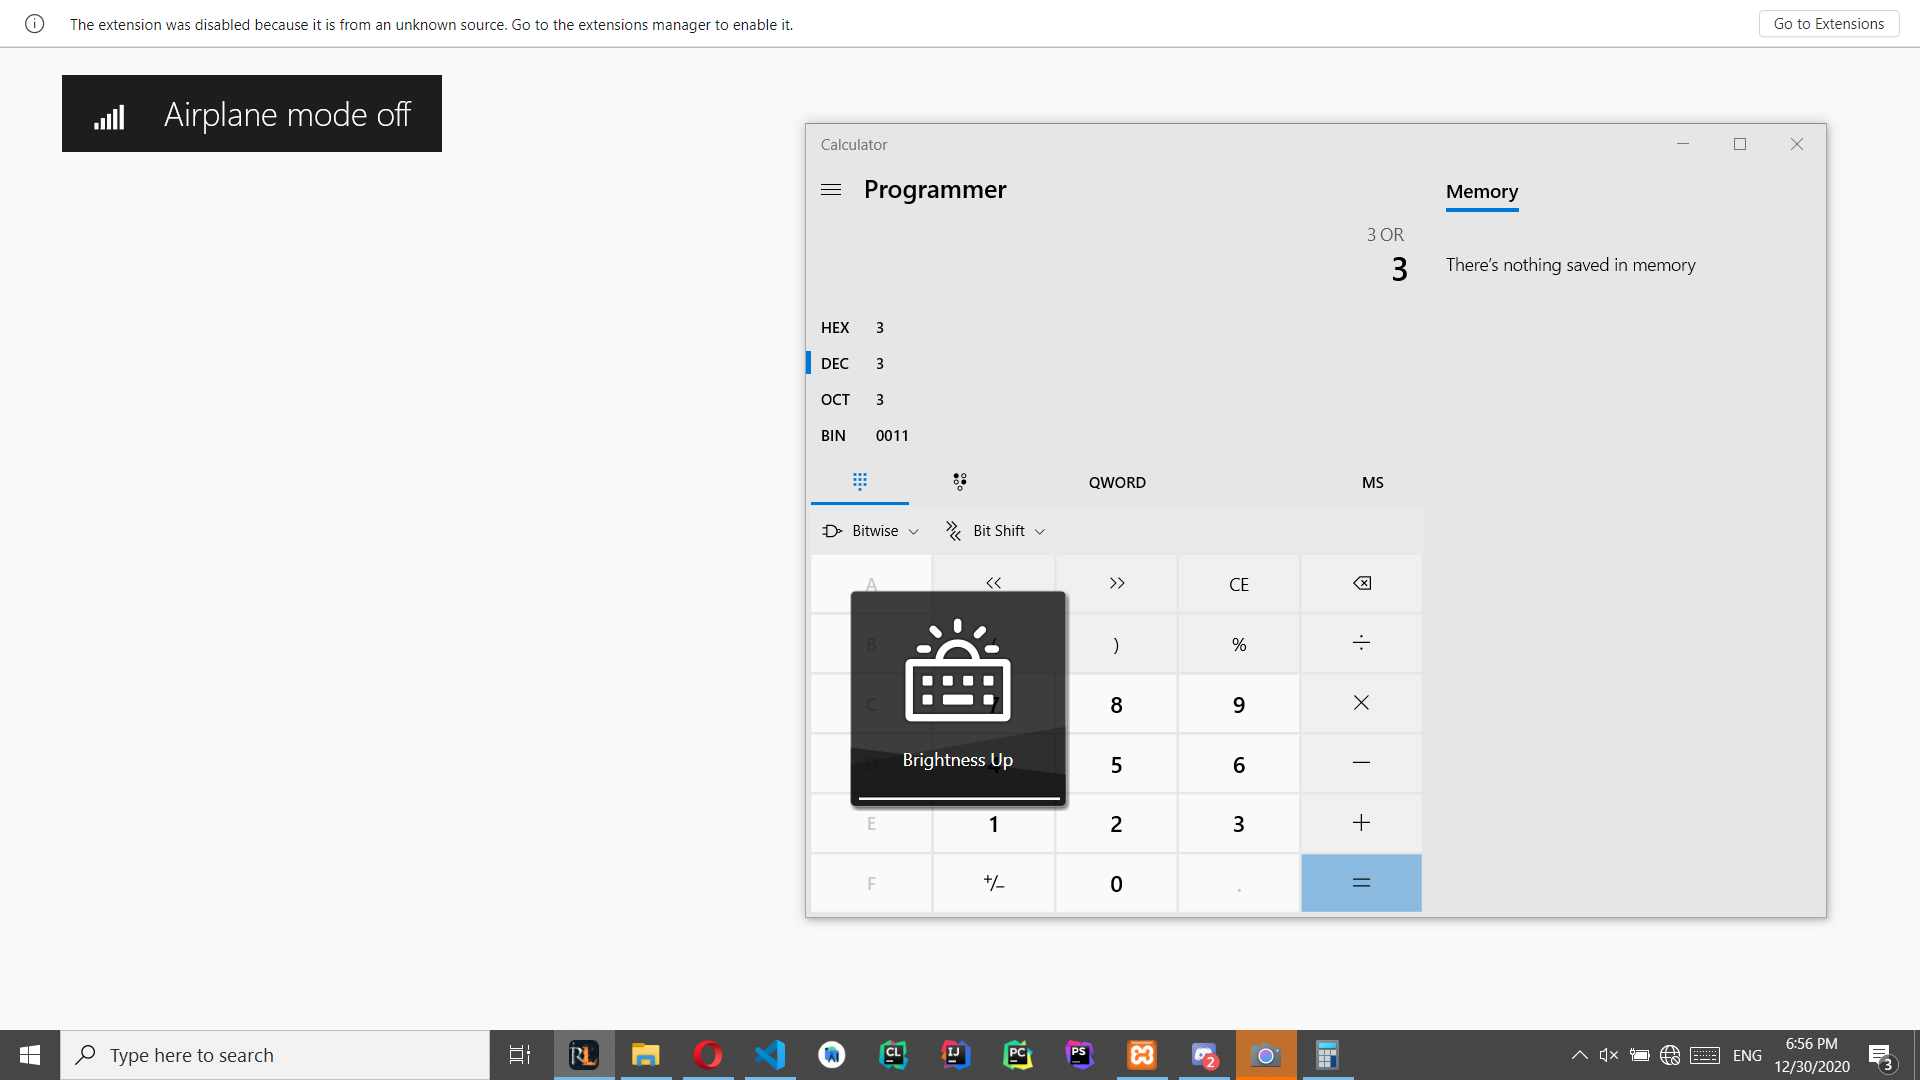 The extension was disabled because it is from an unknown source. Go to the extensions manager to enable it.
Go to Extensions
Airplane mode off
Calculator
Programmer
Memory
3 OR
3
There's nothing saved in memory
HEX 3
DEC 3
OCT 3
BIN 0011
QWORD
MS
Bitwise
Bit Shift
A << >> CE
B ( ) % ÷
C 7 8 9 ×
D 4 5 6 −
Brightness Up
E 1 2 3 +
F +/− 0 . =
Type here to search
RL
CL
IJ
PC
PS
2
ENG
6:56 PM
12/30/2020
3